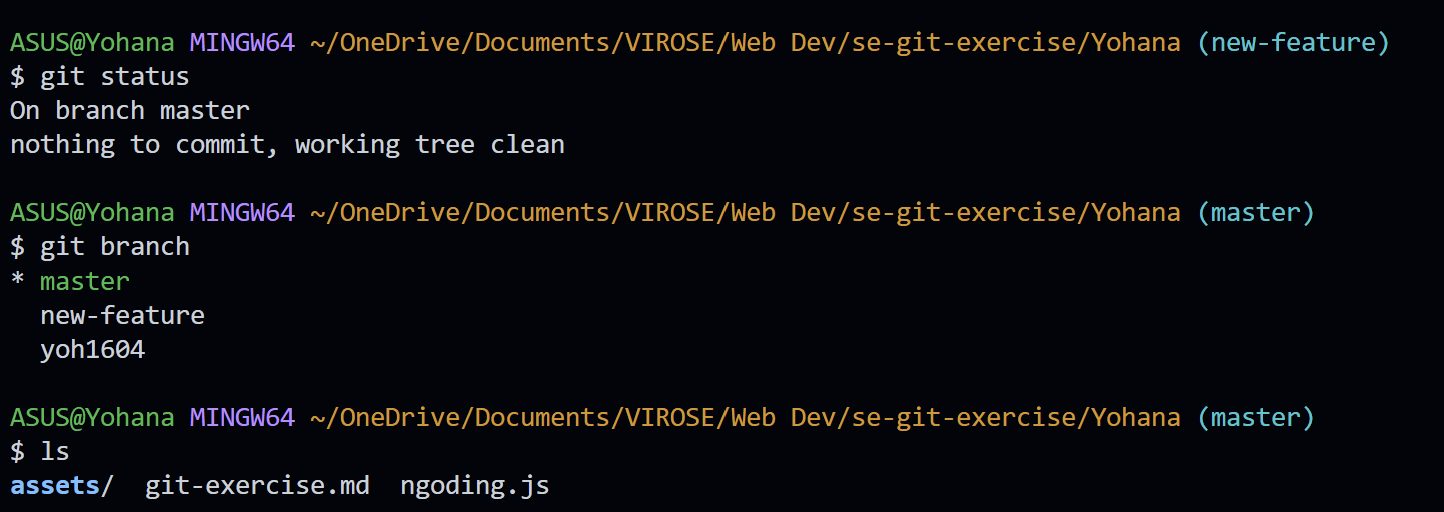 ASUS@Yohana MINGW64 ~/OneDrive/Documents/VIROSE/Web Dev/se-git-exercise/Yohana (new-feature)
$ git status
On branch master
nothing to commit, working tree clean

ASUS@Yohana MINGW64 ~/OneDrive/Documents/VIROSE/Web Dev/se-git-exercise/Yohana (master)
$ git branch
* master
  new-feature
  yoh1604

ASUS@Yohana MINGW64 ~/OneDrive/Documents/VIROSE/Web Dev/se-git-exercise/Yohana (master)
$ ls
assets/  git-exercise.md  ngoding.js